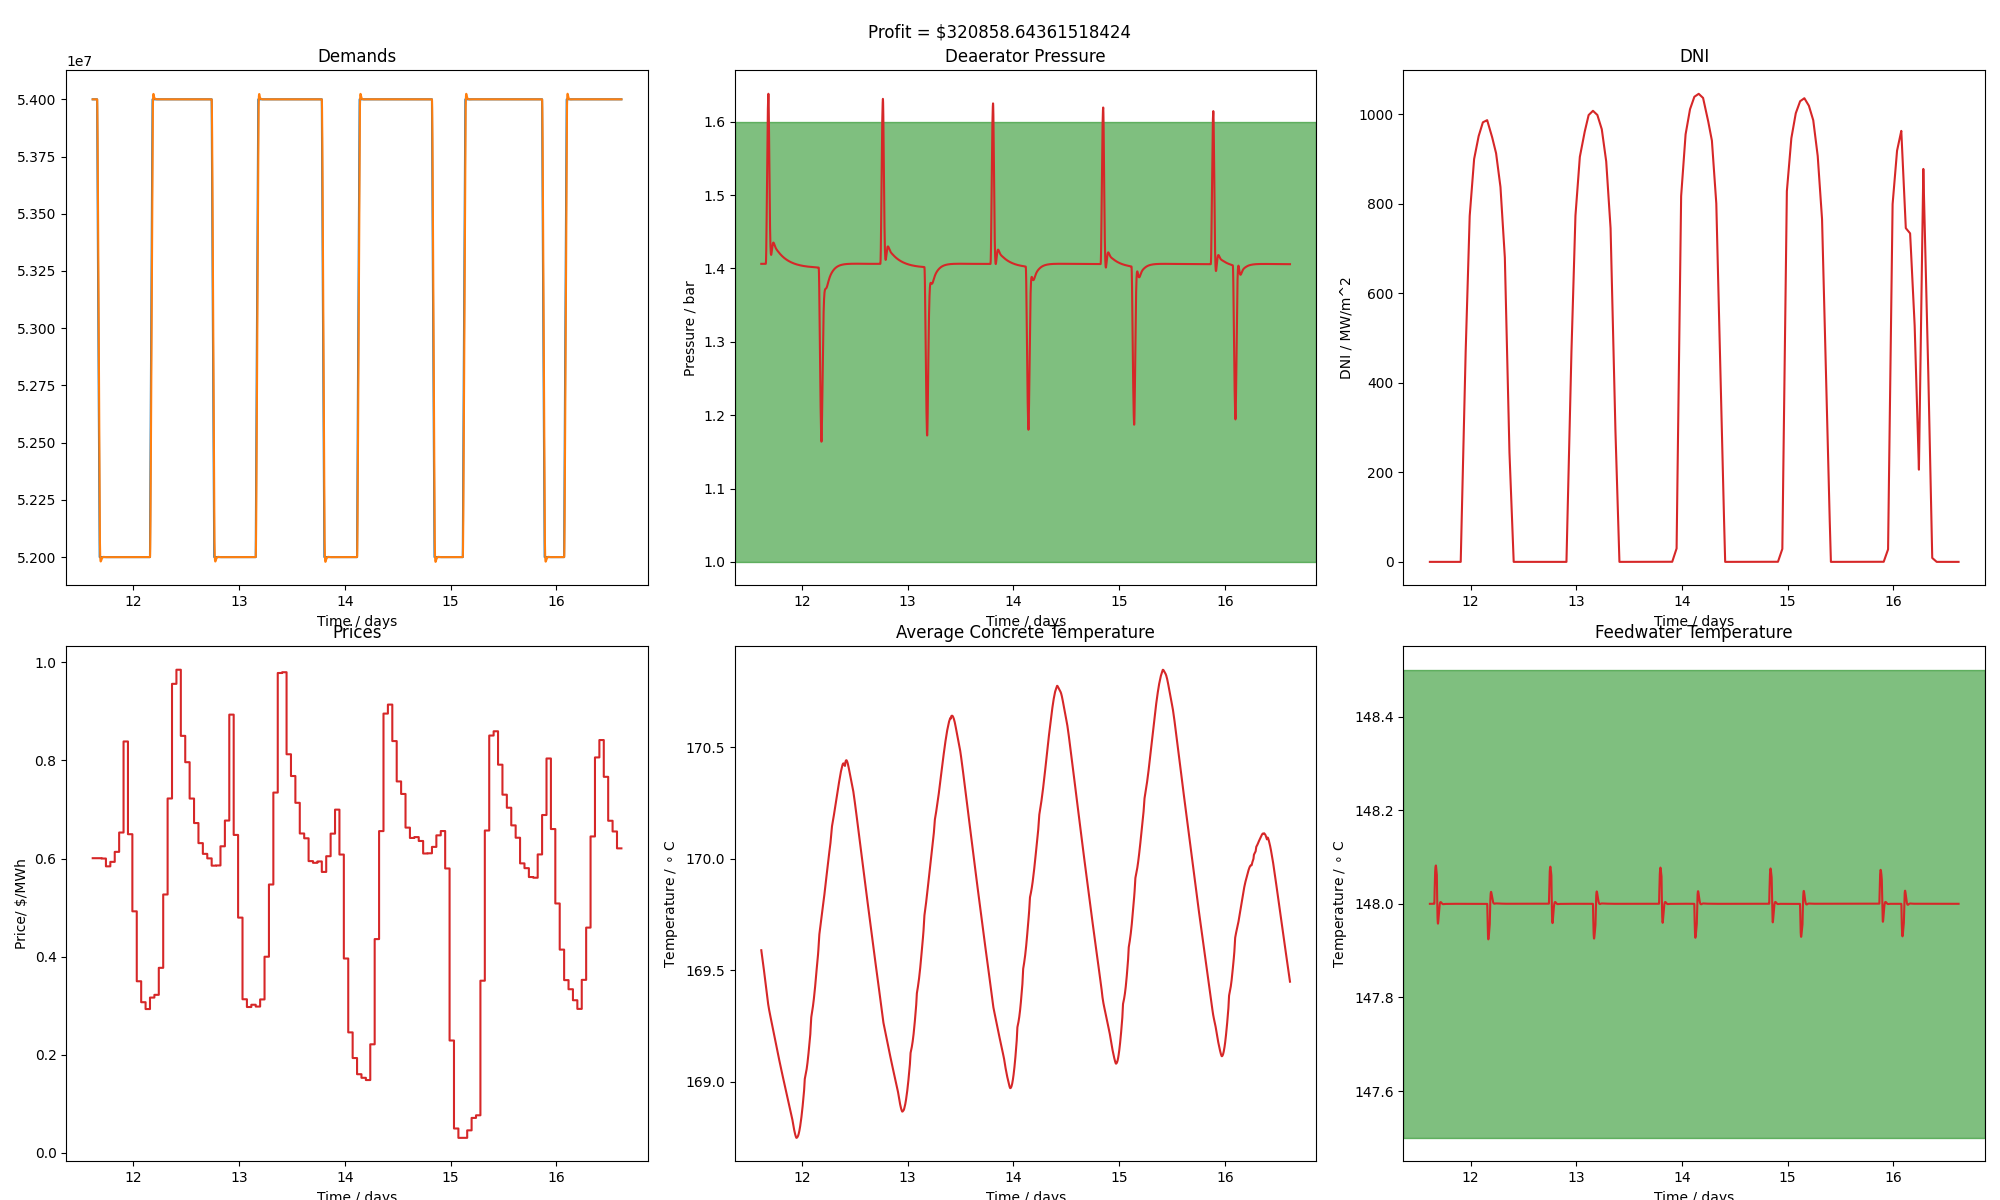 Profit = $320858.64361518424
Demands
1e7
5.400
5.375
5.350
5.325
5.300
5.275
5.250
5.225
5.200
12 13 14 15 16
Time / days
Deaerator Pressure
Pressure / bar
1.6
1.5
1.4
1.3
1.2
1.1
1.0
12 13 14 15 16
Time / days
DNI
DNI / MW/m^2
1000
800
600
400
200
0
12 13 14 15 16
Time / days
Prices
Price/ $/MWh
1.0
0.8
0.6
0.4
0.2
0.0
12 13 14 15 16
Time / days
Average Concrete Temperature
Temperature / ∘ C
170.5
170.0
169.5
169.0
12 13 14 15 16
Time / days
Feedwater Temperature
Temperature / ∘ C
148.4
148.2
148.0
147.8
147.6
12 13 14 15 16
Time / days